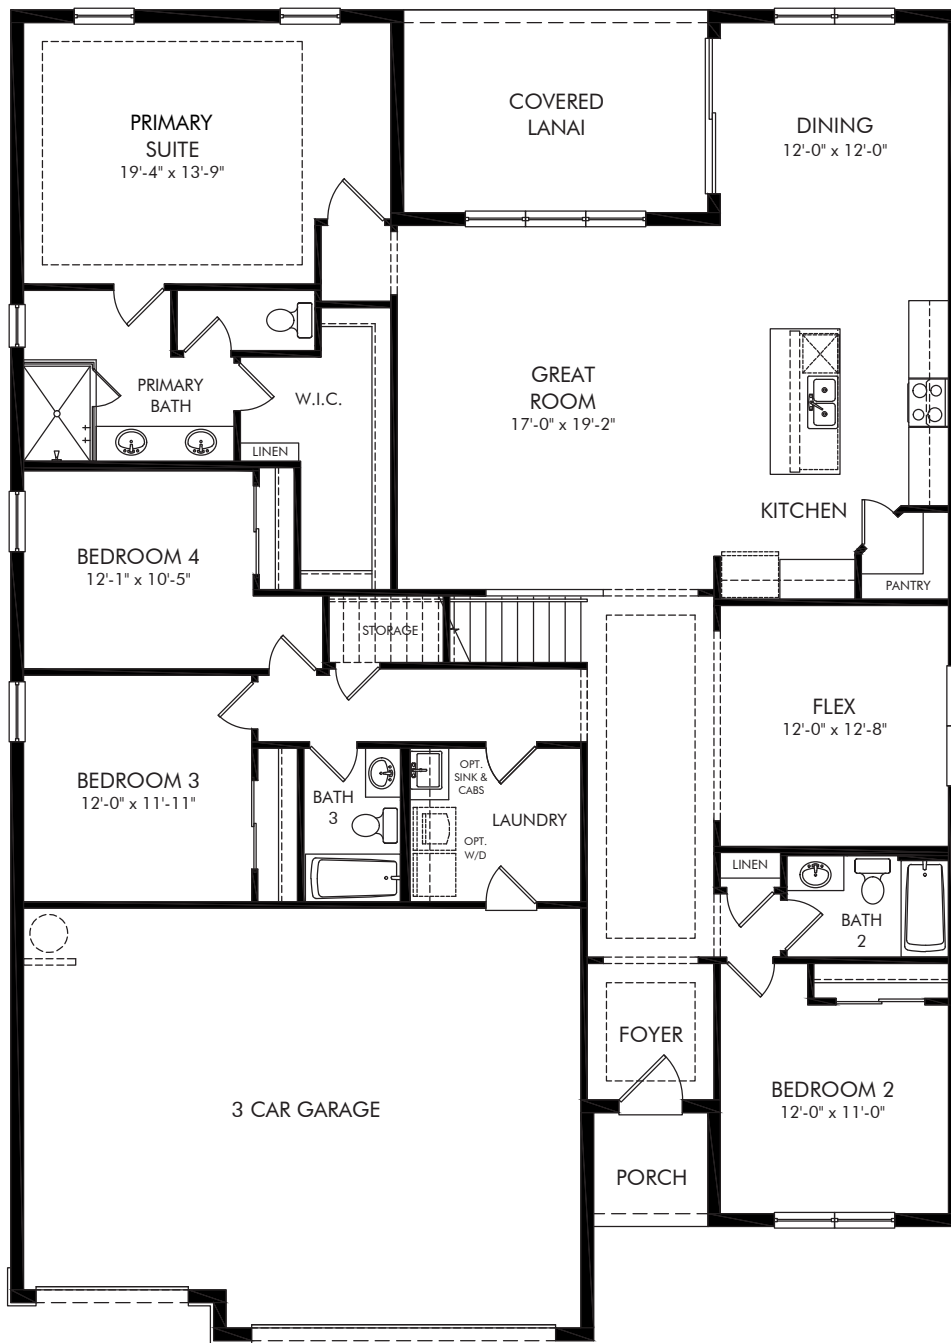 PRIMARY
SUITE
19'-4" x 13'-9"
COVERED
LANAI
DINING
12'-0" x 12'-0"
PRIMARY
BATH
W.I.C.
LINEN
GREAT
ROOM
17'-0" x 19'-2"
KITCHEN
PANTRY
BEDROOM 4
12'-1" x 10'-5"
STORAGE
FLEX
12'-0" x 12'-8"
BEDROOM 3
12'-0" x 11'-11"
BATH
3
OPT.
SINK &
CABS
LAUNDRY
OPT.
W/D
LINEN
BATH
2
FOYER
BEDROOM 2
12'-0" x 11'-0"
3 CAR GARAGE
PORCH